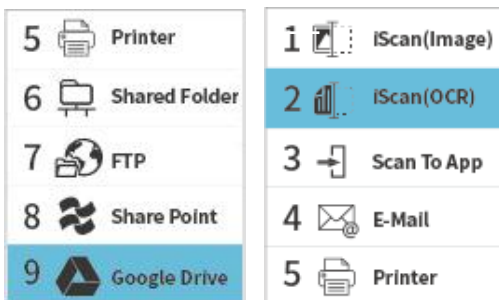 5 Printer
6 Shared Folder
7 FTP
8 Share Point
9 Google Drive
1 iScan(Image)
2 iScan(OCR)
3 Scan To App
4 E-Mail
5 Printer